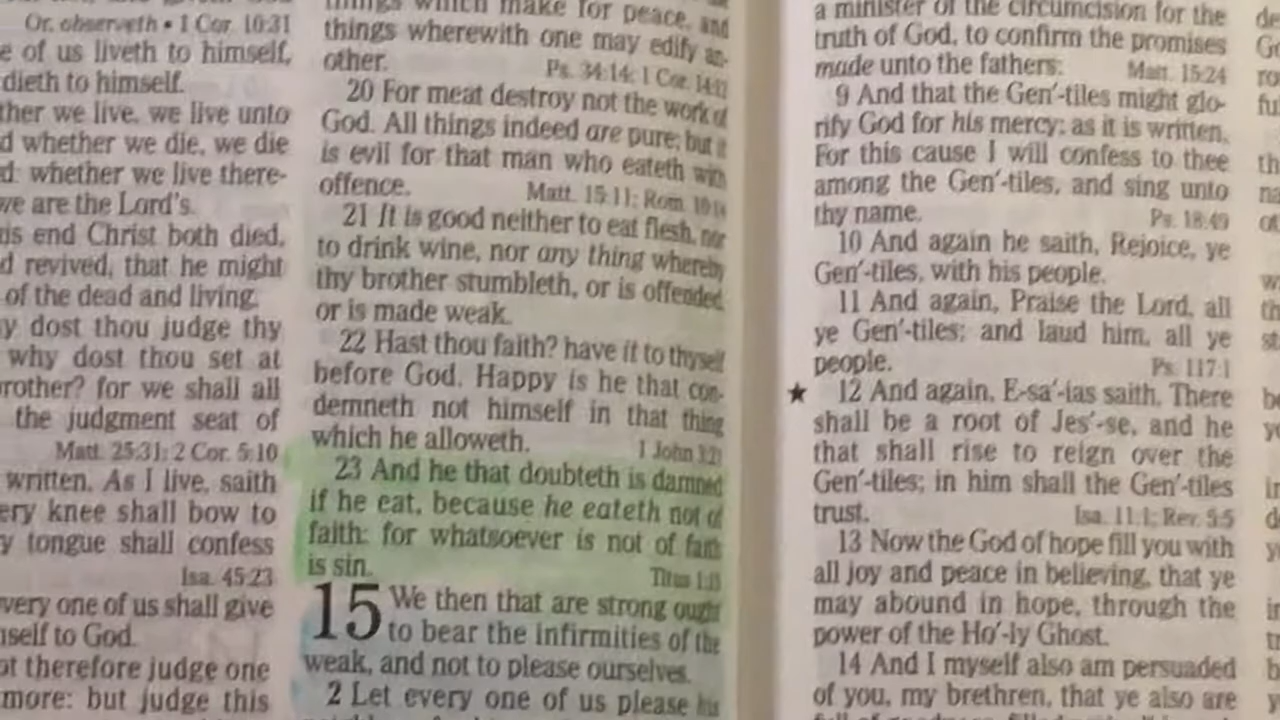 Or, observeth • 1 Cor. 10:31
e of us liveth to himself,
dieth to himself.
ther we live, we live unto
d whether we die, we die
d: whether we live there-
we are the Lord's.
is end Christ both died,
d revived, that he might
of the dead and living.
y dost thou judge thy
why dost thou set at
brother? for we shall all
the judgment seat of
Matt. 25:31; 2 Cor. 5:10
written, As I live, saith
ery knee shall bow to
y tongue shall confess
Isa. 45:23
very one of us shall give
self to God.
ot therefore judge one
more: but judge this
things which make for peace, and
things wherewith one may edify an-
other. Ps. 34:14; 1 Cor. 14:12
20 For meat destroy not the work of
God. All things indeed are pure; but it
is evil for that man who eateth with
offence. Matt. 15:11; Rom.
21 It is good neither to eat flesh, nor
to drink wine, nor any thing whereby
thy brother stumbleth, or is offended,
or is made weak.
22 Hast thou faith? have it to thyself
before God. Happy is he that con-
demneth not himself in that thing
which he alloweth. 1 John 3:21
23 And he that doubteth is damned
if he eat, because he eateth not of
faith: for whatsoever is not of faith
is sin. Titus 1:15
15 We then that are strong ought
to bear the infirmities of the
weak, and not to please ourselves.
2 Let every one of us please his
a minister of the circumcision for the
truth of God, to confirm the promises
made unto the fathers: Matt. 15:24
9 And that the Gen′-tiles might glo-
rify God for his mercy; as it is written,
For this cause I will confess to thee
among the Gen′-tiles, and sing unto
thy name. Ps. 18:49
10 And again he saith, Rejoice, ye
Gen′-tiles, with his people.
11 And again, Praise the Lord, all
ye Gen′-tiles; and laud him, all ye
people. Ps. 117:1
★ 12 And again, E-sa′-ias saith, There
shall be a root of Jes′-se, and he
that shall rise to reign over the
Gen′-tiles; in him shall the Gen′-tiles
trust. Isa. 11:1; Rev. 5:5
13 Now the God of hope fill you with
all joy and peace in believing, that ye
may abound in hope, through the
power of the Ho′-ly Ghost.
14 And I myself also am persuaded
of you, my brethren, that ye also are